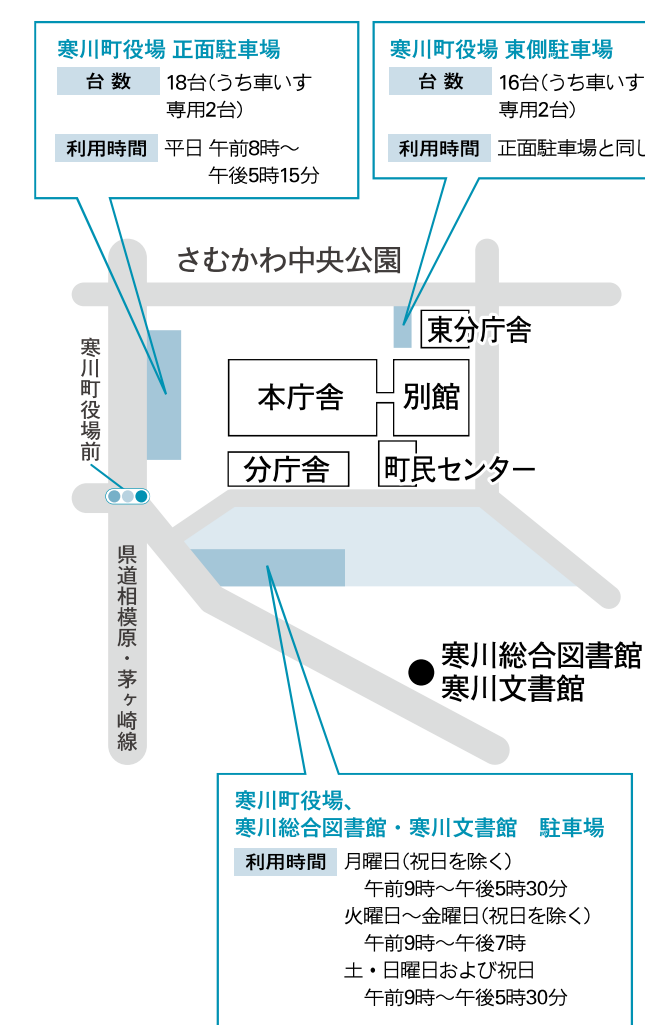 寒川町役場 正面駐車場
台 数 18台(うち車いす
専用2台)
利用時間 平日 午前8時〜
午後5時15分
寒川町役場 東側駐車場
台 数 16台(うち車いす
専用2台)
利用時間 正面駐車場と同じ
さむかわ中央公園
東分庁舎
寒川町役場前
本庁舎
別館
分庁舎
町民センター
県道相模原・茅ヶ崎線
寒川総合図書館
寒川文書館
寒川町役場、
寒川総合図書館・寒川文書館 駐車場
利用時間 月曜日(祝日を除く)
午前9時〜午後5時30分
火曜日〜金曜日(祝日を除く)
午前9時〜午後7時
土・日曜日および祝日
午前9時〜午後5時30分